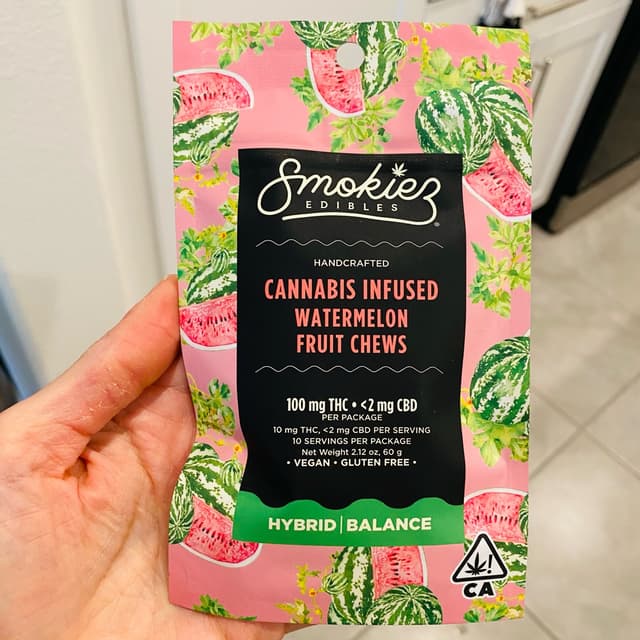 Smokiez
EDIBLES
HANDCRAFTED
CANNABIS INFUSED
WATERMELON
FRUIT CHEWS
100 mg THC • <2 mg CBD
PER PACKAGE
10 mg THC, <2 mg CBD PER SERVING
10 SERVINGS PER PACKAGE
Net Weight 2.12 oz, 60 g
• VEGAN • GLUTEN FREE •
HYBRID | BALANCE
!
CA